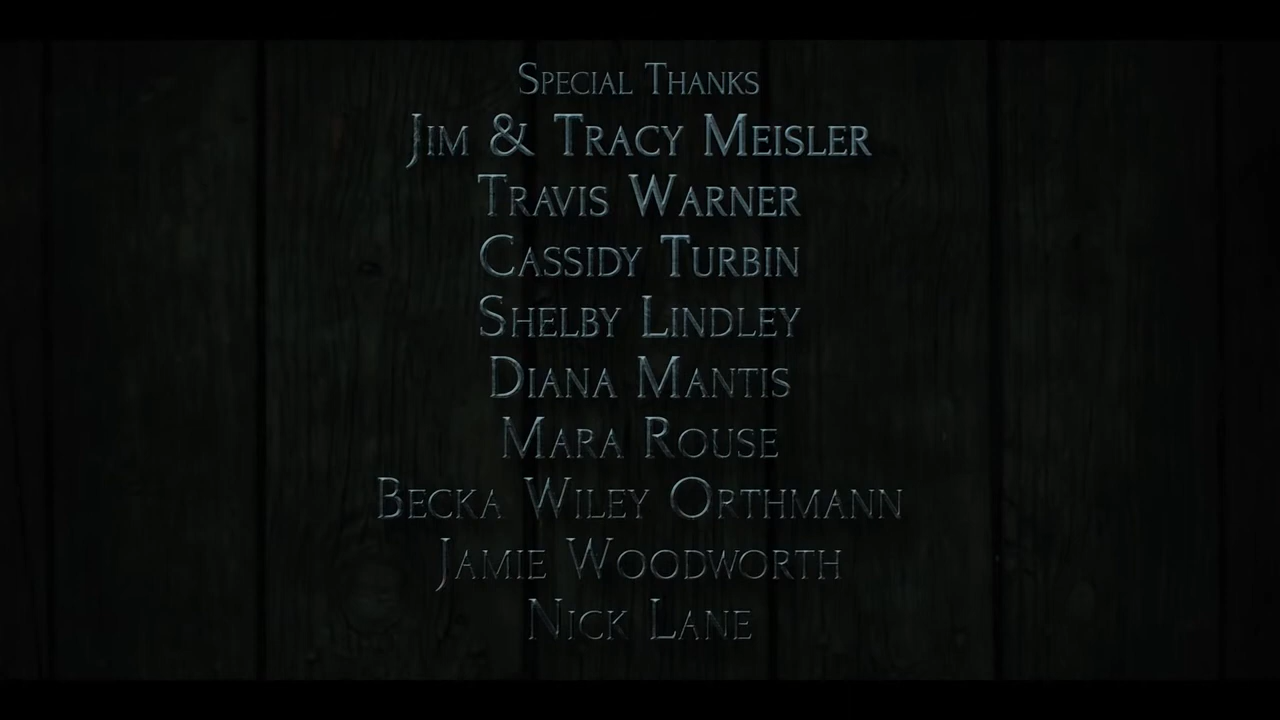 Special Thanks
Jim & Tracy Meisler
Travis Warner
Cassidy Turbin
Shelby Lindley
Diana Mantis
Mara Rouse
Becka Wiley Orthmann
Jamie Woodworth
Nick Lane